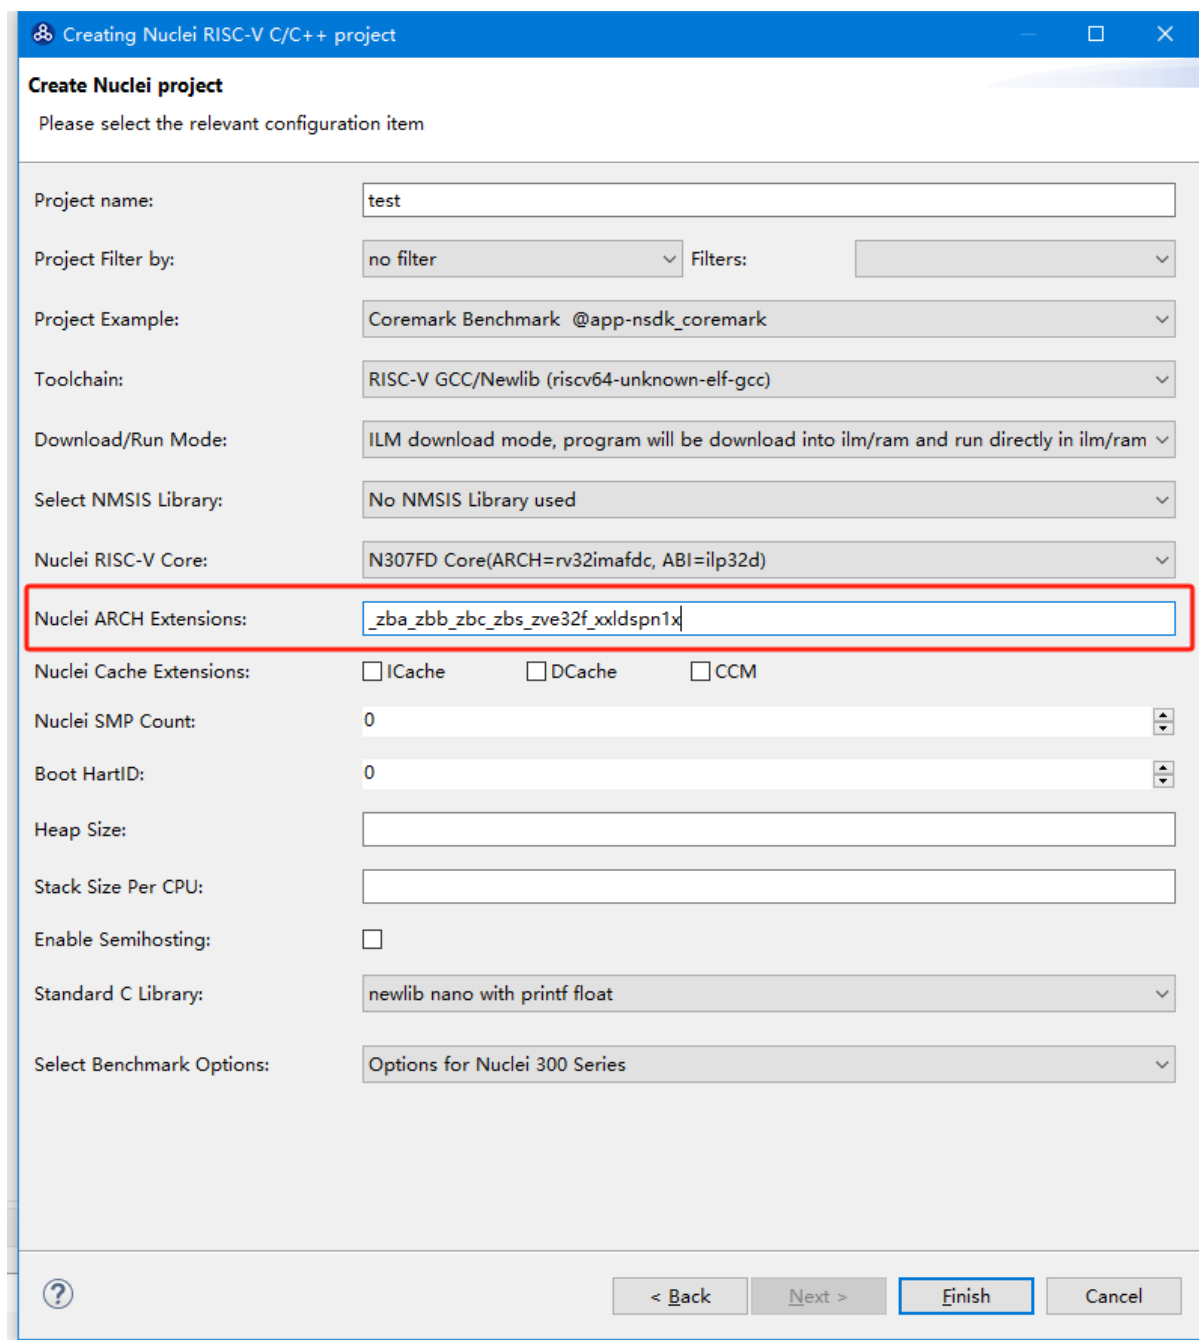 Creating Nuclei RISC-V C/C++ project
Create Nuclei project
Please select the relevant configuration item
Project name: test
Project Filter by: no filter Filters:
Project Example: Coremark Benchmark @app-nsdk_coremark
Toolchain: RISC-V GCC/Newlib (riscv64-unknown-elf-gcc)
Download/Run Mode: ILM download mode, program will be download into ilm/ram and run directly in ilm/ram
Select NMSIS Library: No NMSIS Library used
Nuclei RISC-V Core: N307FD Core(ARCH=rv32imafdc, ABI=ilp32d)
Nuclei ARCH Extensions: _zba_zbb_zbc_zbs_zve32f_xxldspn1x
Nuclei Cache Extensions: ICache DCache CCM
Nuclei SMP Count: 0
Boot HartID: 0
Heap Size:
Stack Size Per CPU:
Enable Semihosting:
Standard C Library: newlib nano with printf float
Select Benchmark Options: Options for Nuclei 300 Series
? < Back Next > Finish Cancel